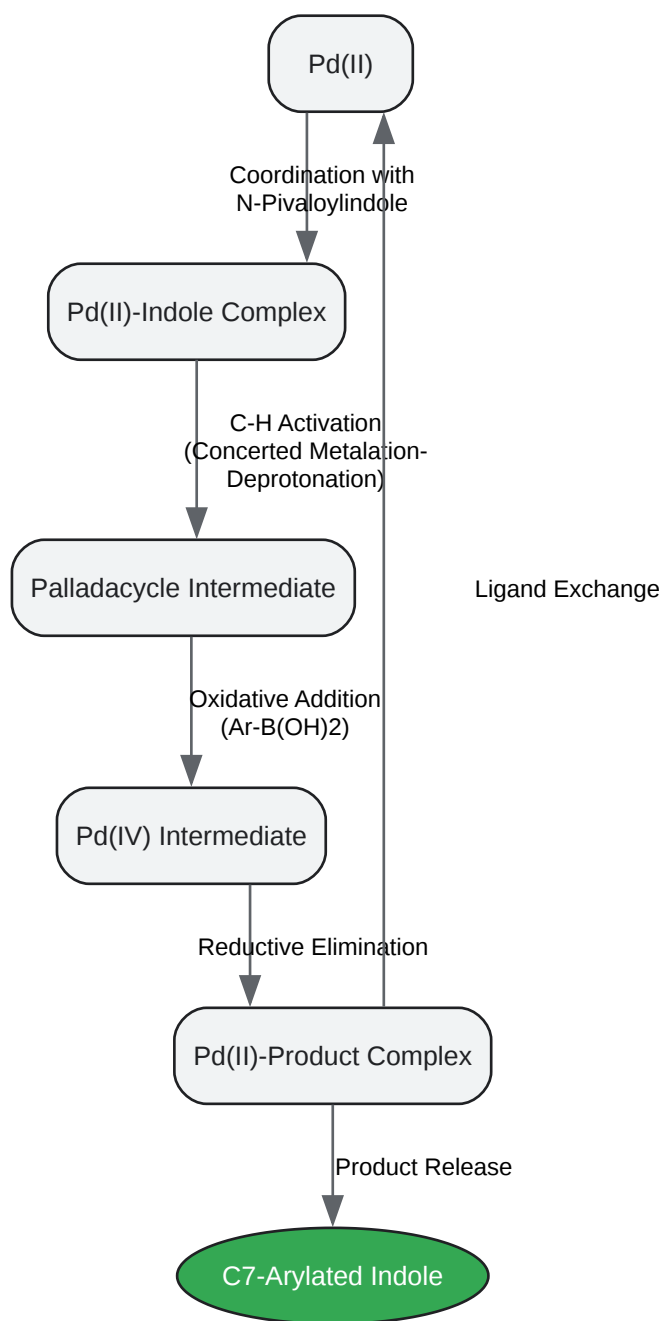 Pd(II)
Coordination with
N-Pivaloylindole
Pd(II)-Indole Complex
C-H Activation
(Concerted Metalation-
Deprotonation)
Palladacycle Intermediate
Ligand Exchange
Oxidative Addition
(Ar-B(OH)2)
Pd(IV) Intermediate
Reductive Elimination
Pd(II)-Product Complex
Product Release
C7-Arylated Indole